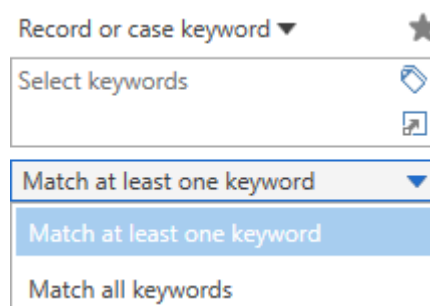 Record or case keyword
Select keywords
Match at least one keyword
Match at least one keyword
Match all keywords